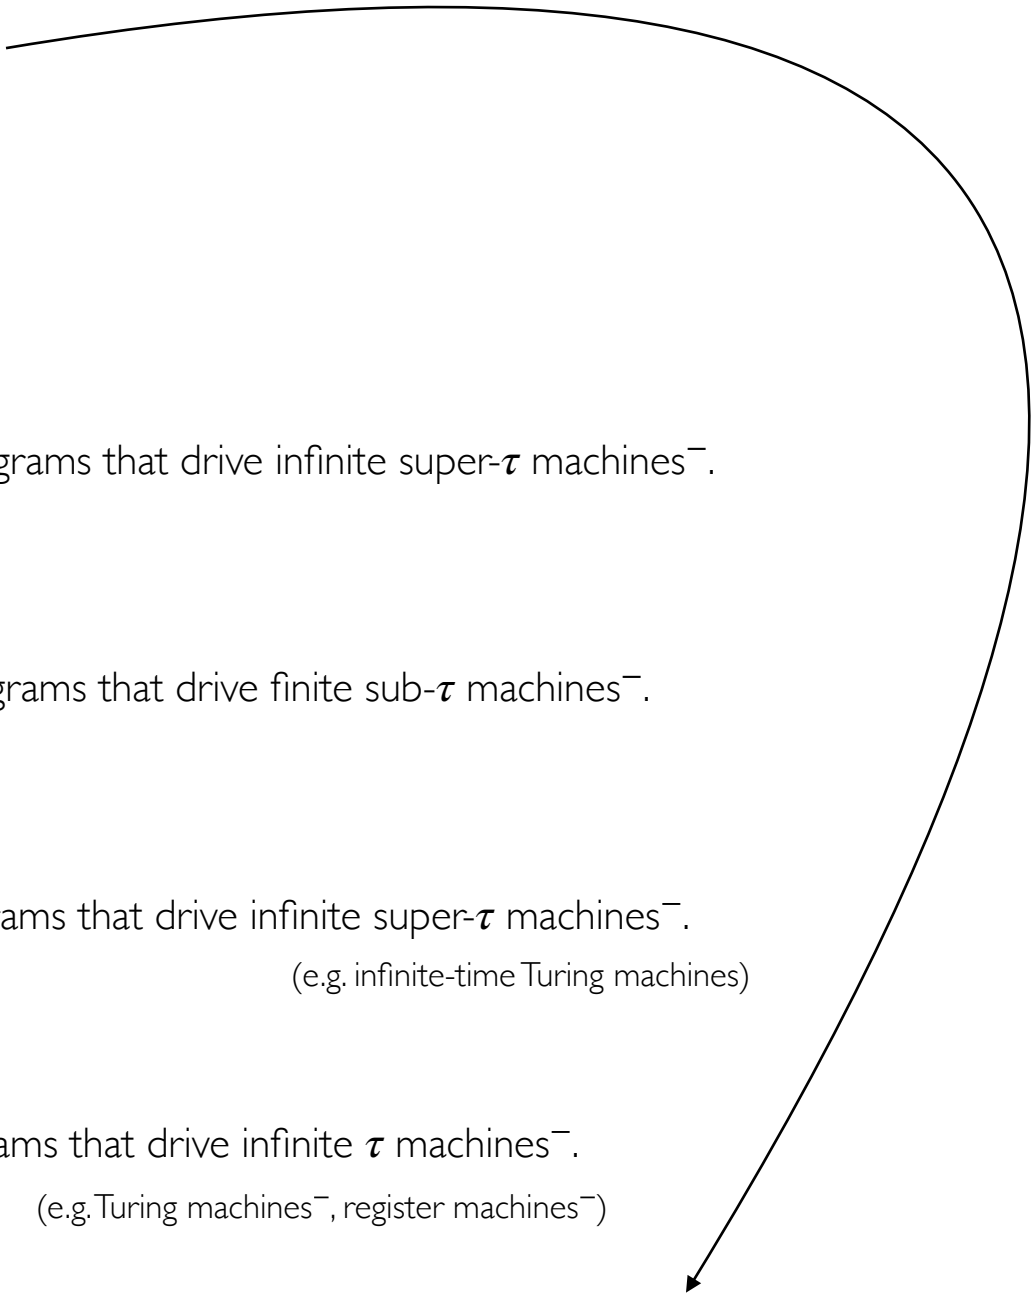 grams that drive infinite super-τ machines⁻.
grams that drive finite sub-τ machines⁻.
rams that drive infinite super-τ machines⁻.
(e.g. infinite-time Turing machines)
ams that drive infinite τ machines⁻.
(e.g. Turing machines⁻, register machines⁻)